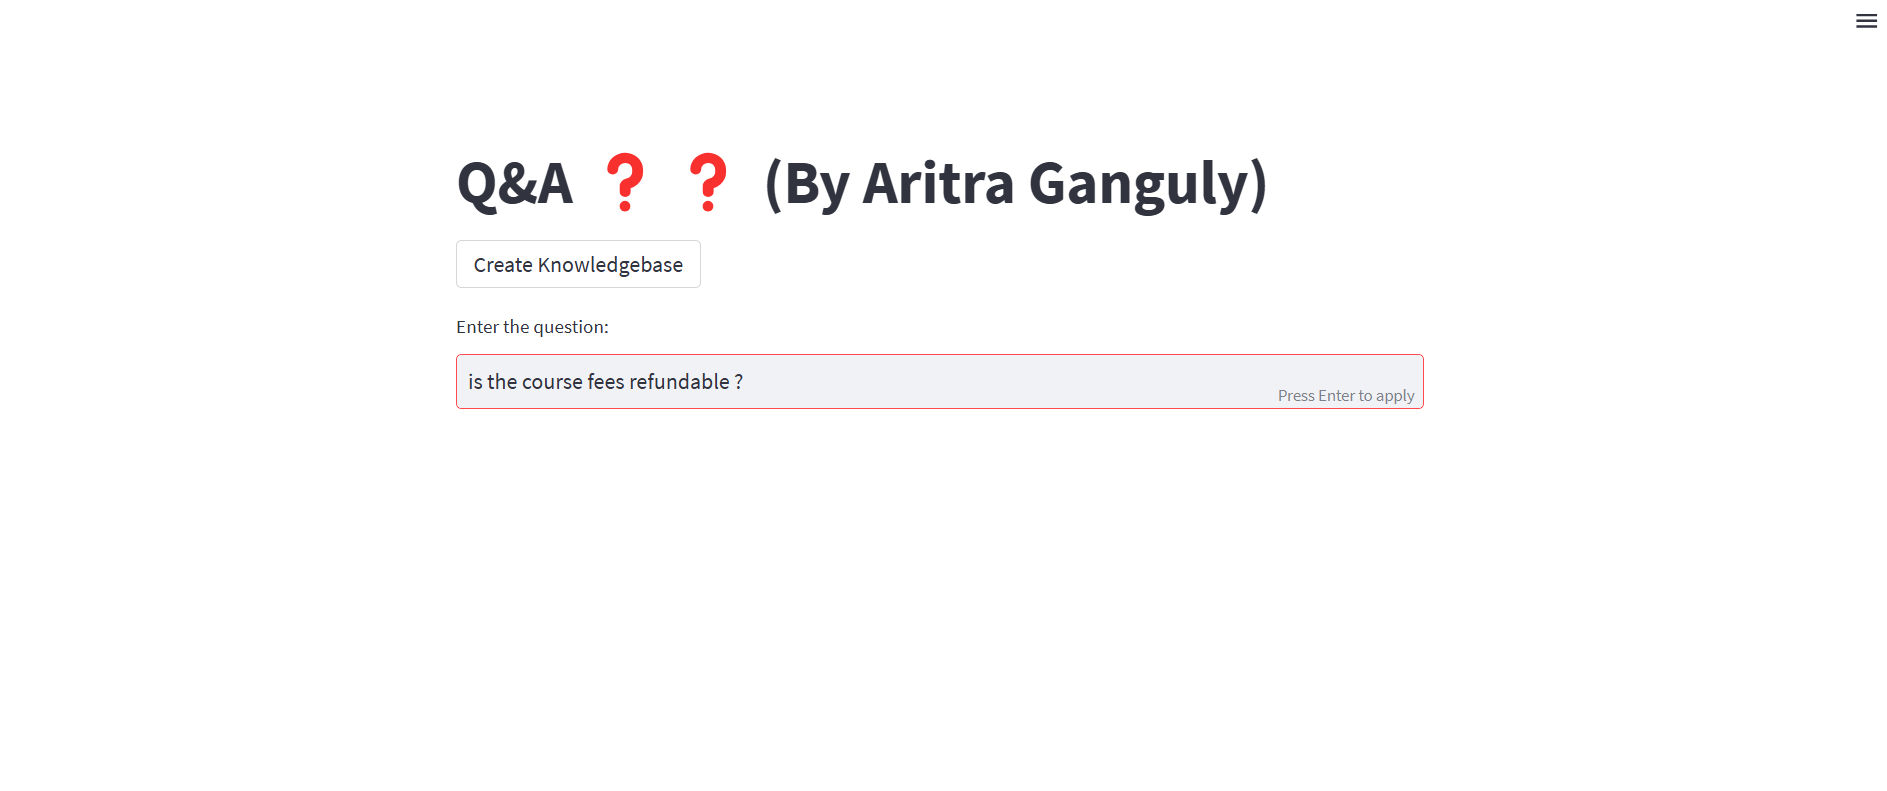 Q&A ❓ ❓ (By Aritra Ganguly)
Create Knowledgebase
Enter the question:
is the course fees refundable ?
Press Enter to apply